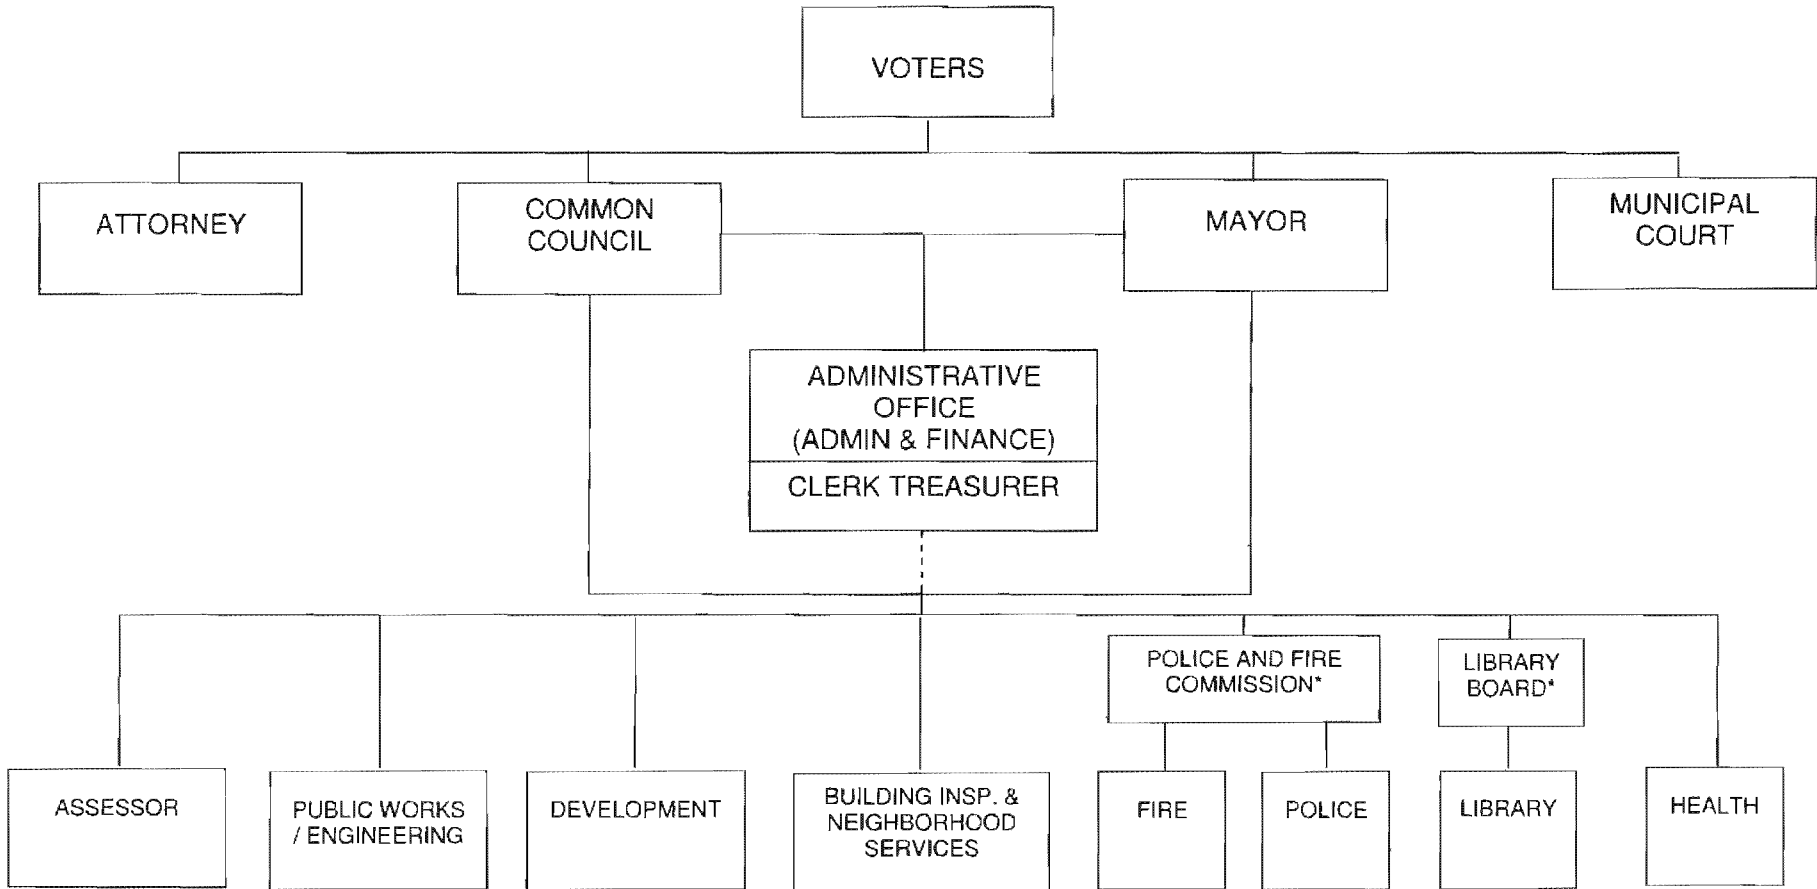 VOTERS
ATTORNEY
COMMON
COUNCIL
MAYOR
MUNICIPAL
COURT
ADMINISTRATIVE
OFFICE
(ADMIN & FINANCE)
CLERK TREASURER
POLICE AND FIRE
COMMISSION*
LIBRARY
BOARD*
ASSESSOR
PUBLIC WORKS
/ ENGINEERING
DEVELOPMENT
BUILDING INSP. &
NEIGHBORHOOD
SERVICES
FIRE
POLICE
LIBRARY
HEALTH